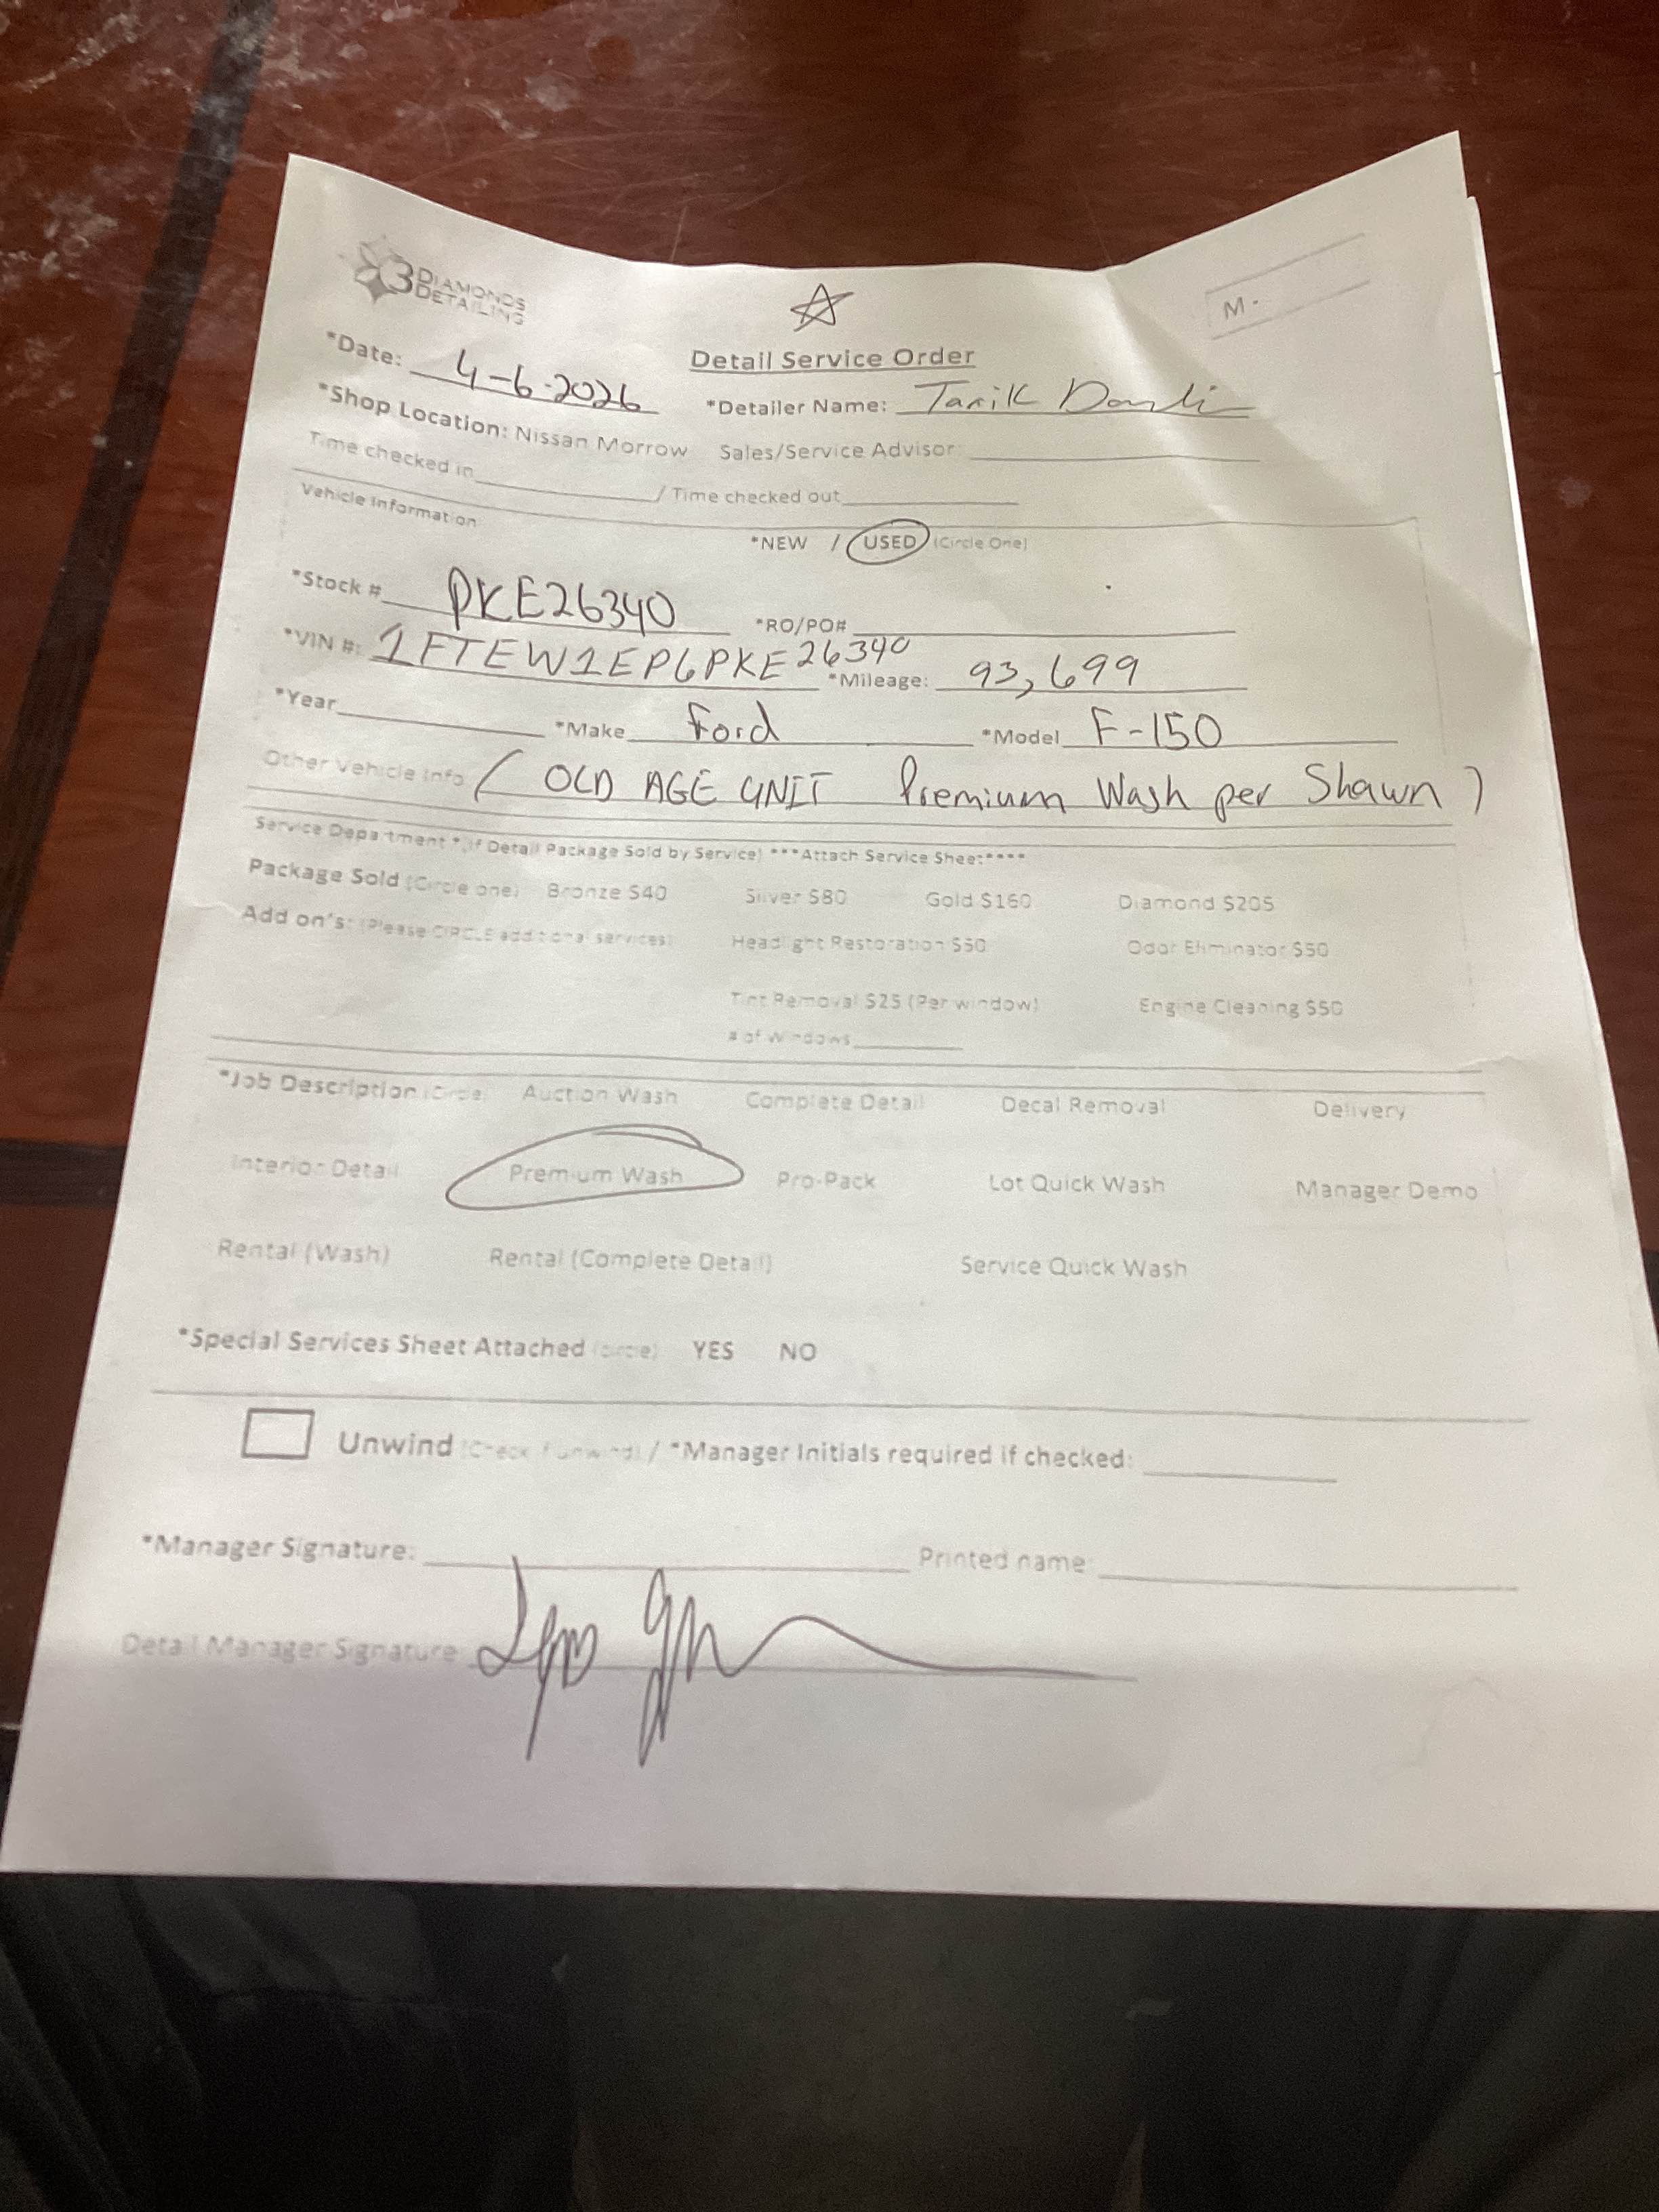 3 DIAMONDS
DETAILING
M.
Detail Service Order
*Date: 4-6-2026 *Detailer Name: Tarik
*Shop Location: Nissan Morrow Sales/Service Advisor:
Time checked in / Time checked out
Vehicle Information
*NEW / USED (Circle One)
*Stock # PKE26340 *RO/PO#
*VIN #: 1FTEW1EP6PKE26340 *Mileage: 93,699
*Year *Make Ford *Model F-150
Other Vehicle Info ( OLD AGE UNIT Premium Wash per Shawn )
Service Department *(If Detail Package Sold by Service) ***Attach Service Sheet****
Package Sold (Circle one) Bronze $40 Silver $80 Gold $160 Diamond $205
Add on's: (Please CIRCLE additional services) Headlight Restoration $50 Odor Eliminator $50
Tint Removal $25 (Per window) Engine Cleaning $50
# of Windows
*Job Description (Circle) Auction Wash Complete Detail Decal Removal Delivery
Interior Detail Premium Wash Pro-Pack Lot Quick Wash Manager Demo
Rental (Wash) Rental (Complete Detail) Service Quick Wash
*Special Services Sheet Attached (circle) YES NO
Unwind (Check if unwind) / *Manager Initials required if checked:
*Manager Signature: Printed name
Detail Manager Signature